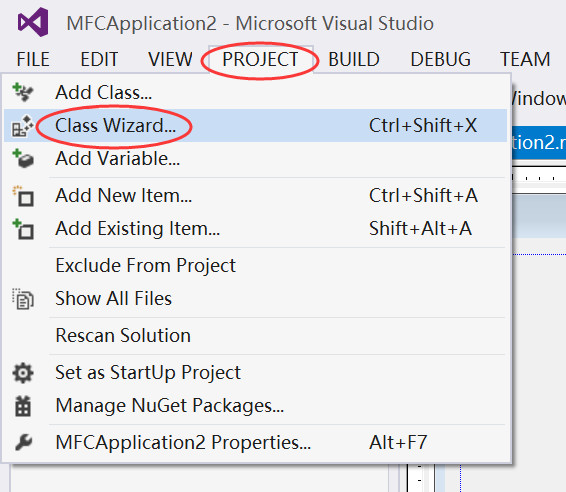 MFCApplication2 - Microsoft Visual Studio
FILE EDIT VIEW PROJECT BUILD DEBUG TEAM
Add Class...
Class Wizard... Ctrl+Shift+X
Add Variable...
Add New Item... Ctrl+Shift+A
Add Existing Item... Shift+Alt+A
Exclude From Project
Show All Files
Rescan Solution
Set as StartUp Project
Manage NuGet Packages...
MFCApplication2 Properties... Alt+F7
Window
tion2.r